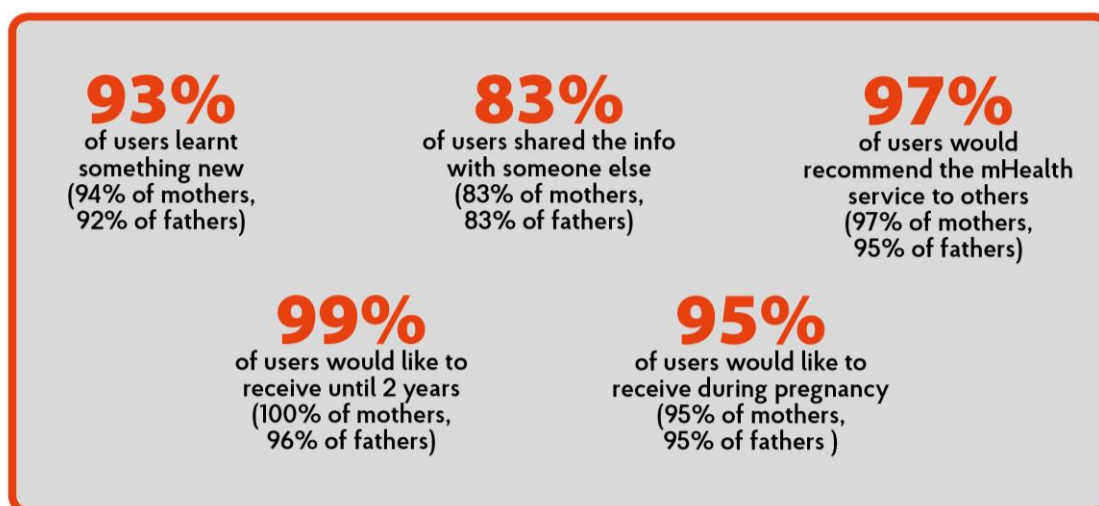 93%
of users learnt
something new
(94% of mothers,
92% of fathers)
83%
of users shared the info
with someone else
(83% of mothers,
83% of fathers)
97%
of users would
recommend the mHealth
service to others
(97% of mothers,
95% of fathers)
99%
of users would like to
receive until 2 years
(100% of mothers,
96% of fathers)
95%
of users would like to
receive during pregnancy
(95% of mothers,
95% of fathers )